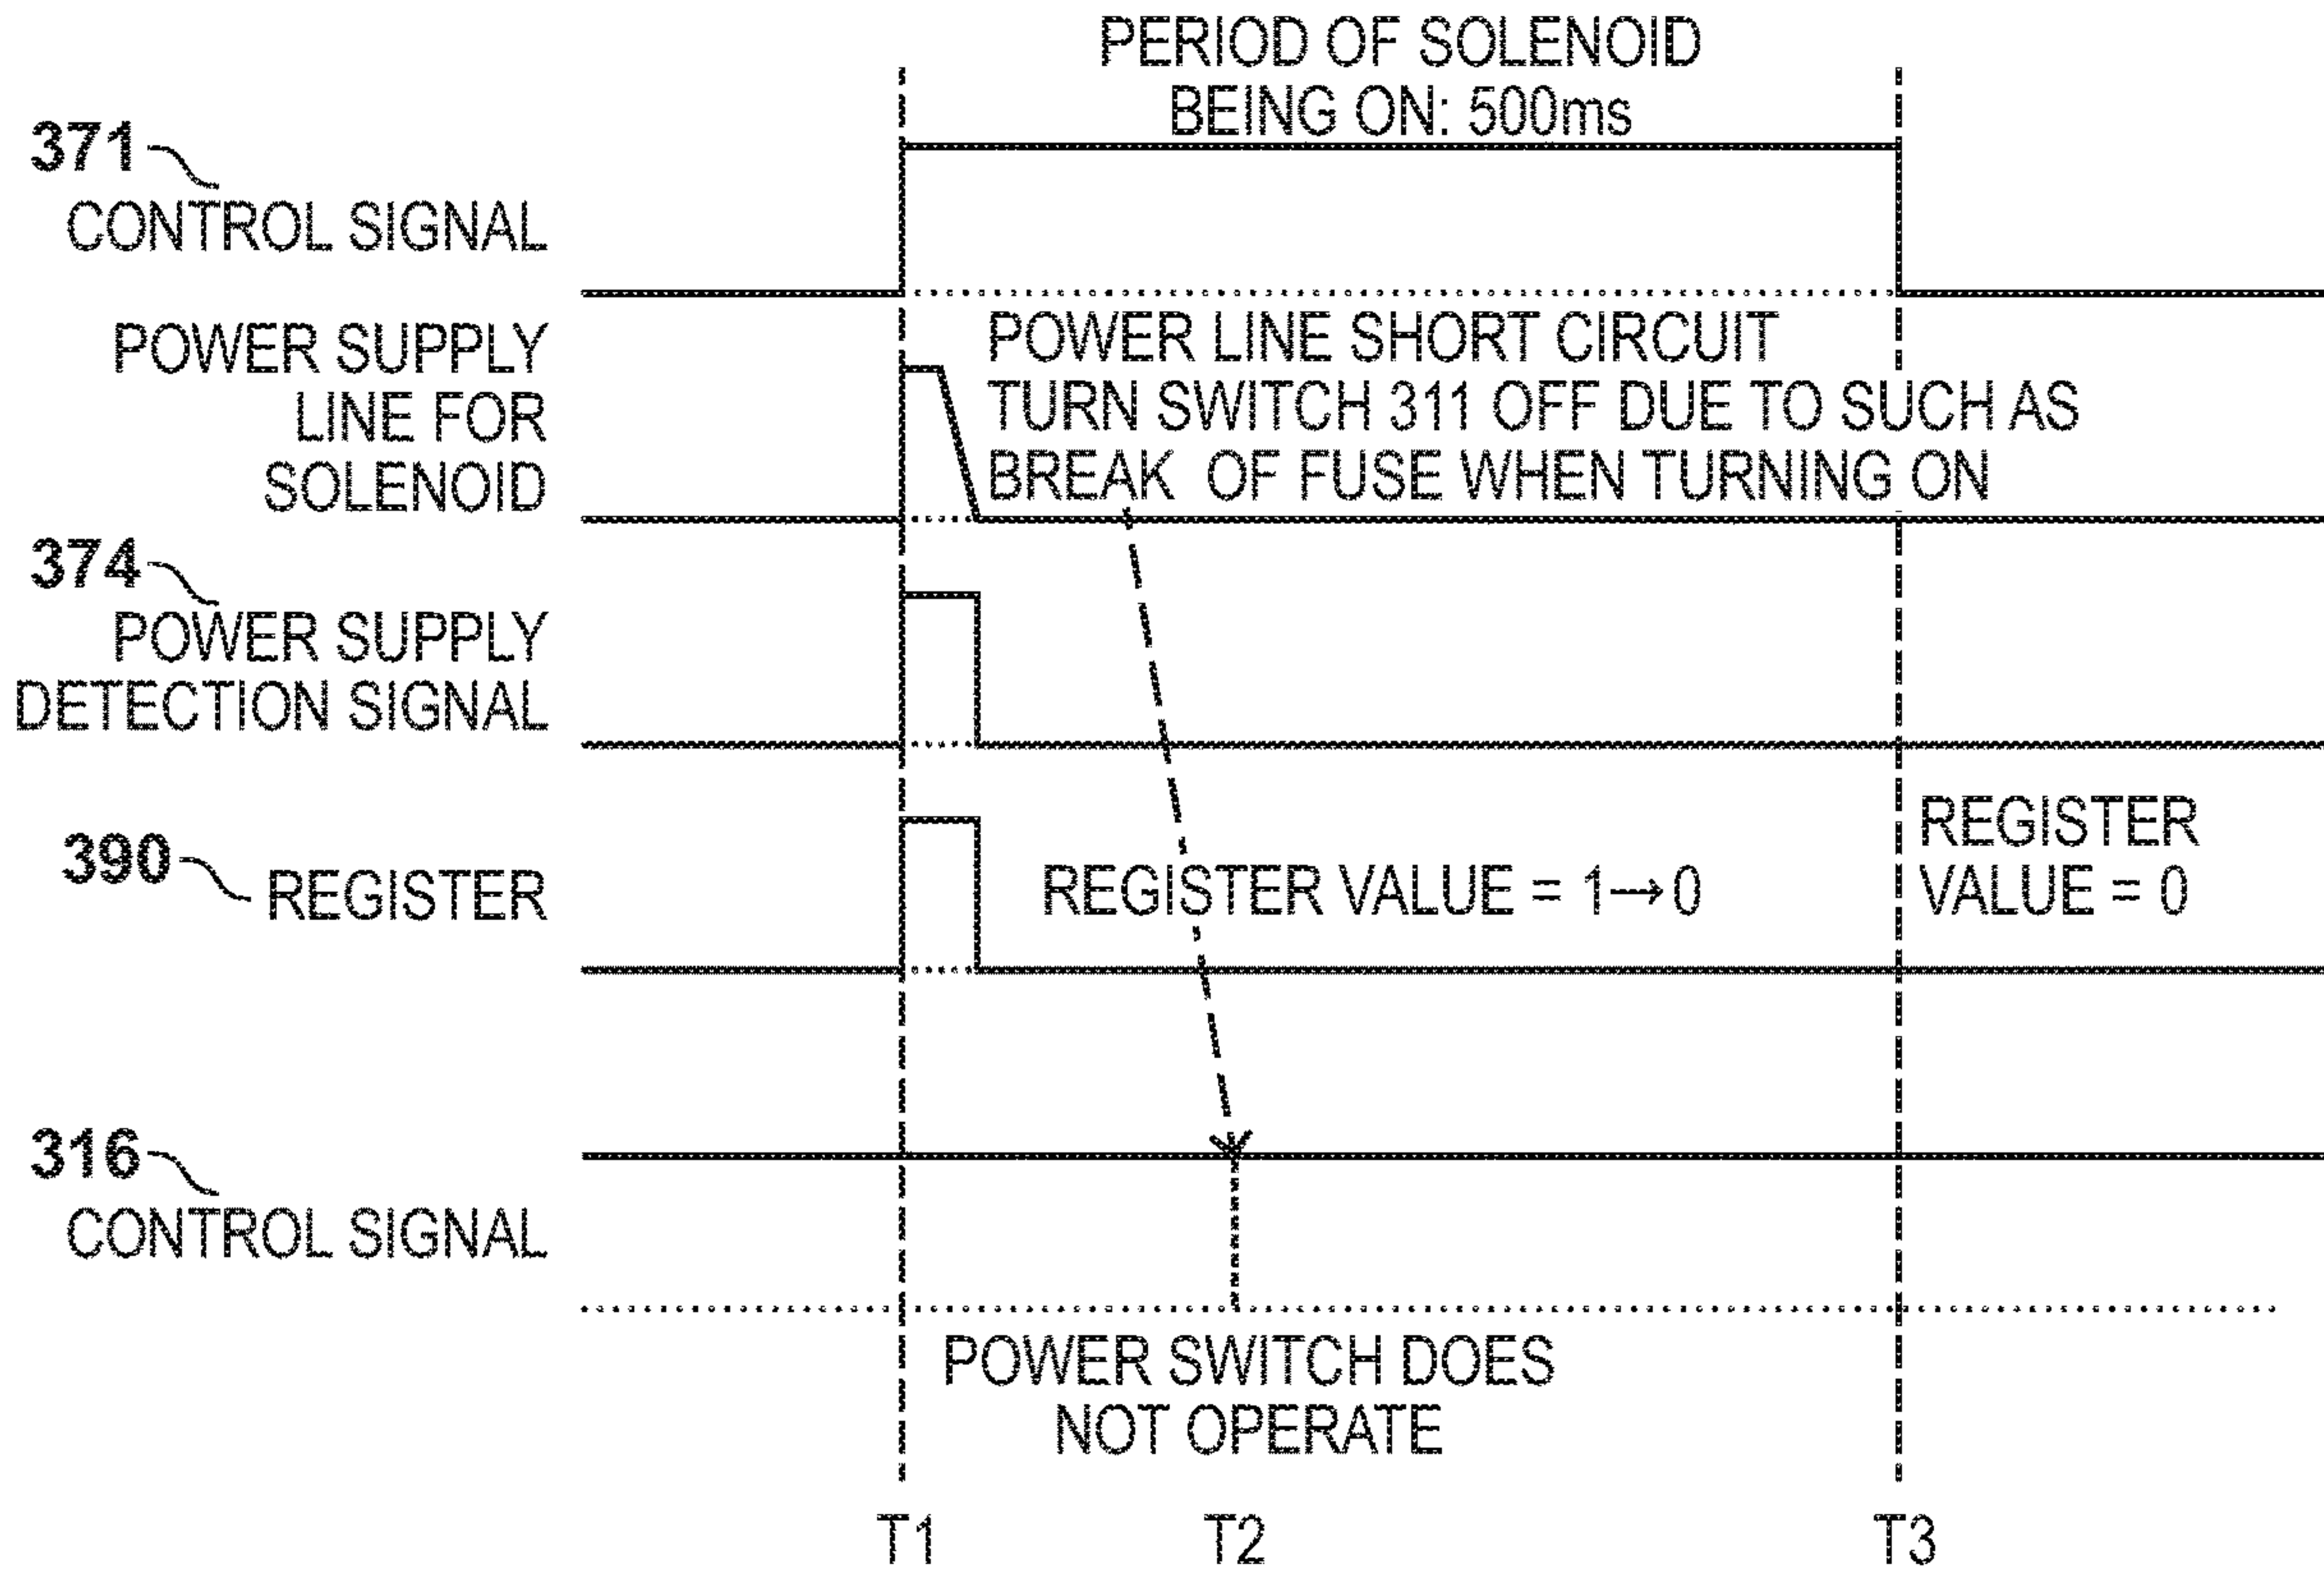 PERIOD OF SOLENOID
BEING ON: 500ms
371
CONTROL SIGNAL
POWER SUPPLY
LINE FOR
SOLENOID
POWER LINE SHORT CIRCUIT
TURN SWITCH 311 OFF DUE TO SUCH AS
BREAK OF FUSE WHEN TURNING ON
374
POWER SUPPLY
DETECTION SIGNAL
390
REGISTER
REGISTER VALUE = 1→0
REGISTER
VALUE = 0
316
CONTROL SIGNAL
POWER SWITCH DOES
NOT OPERATE
T1
T2
T3